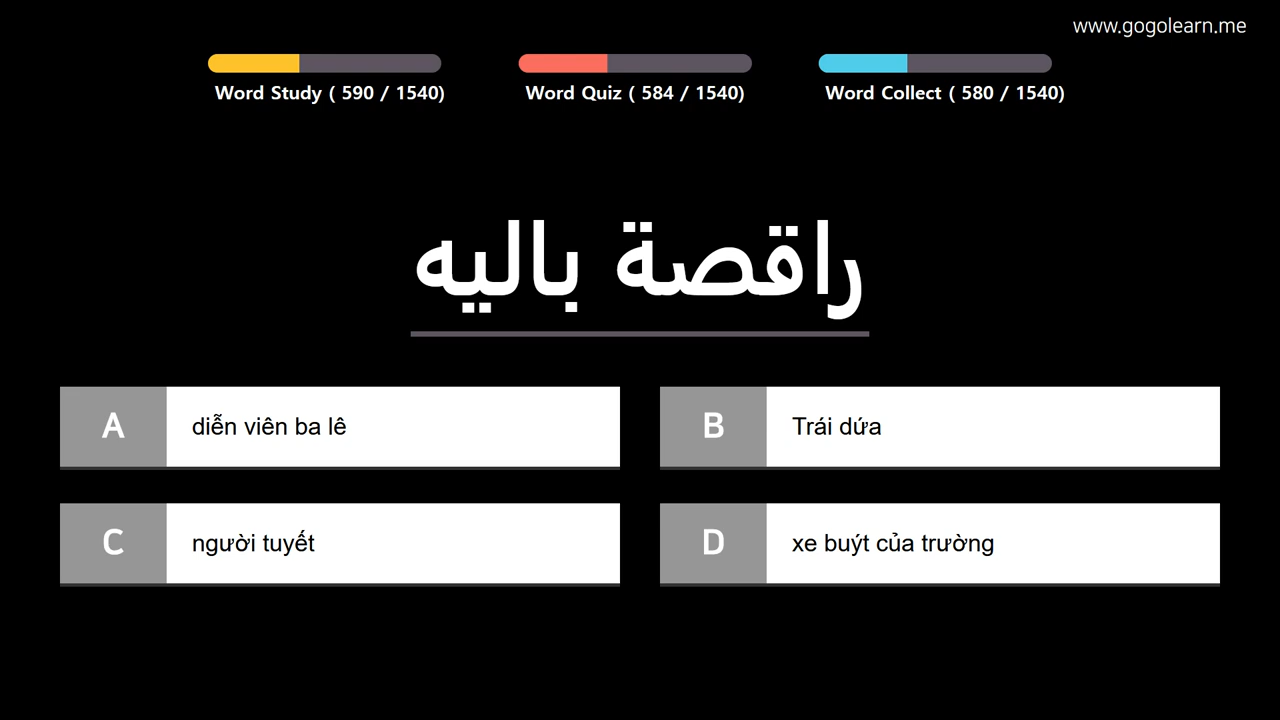 www.gogolearn.me
Word Study ( 590 / 1540)
Word Quiz ( 584 / 1540)
Word Collect ( 580 / 1540)
راقصة باليه
A diễn viên ba lê
B Trái dứa
C người tuyết
D xe buýt của trường